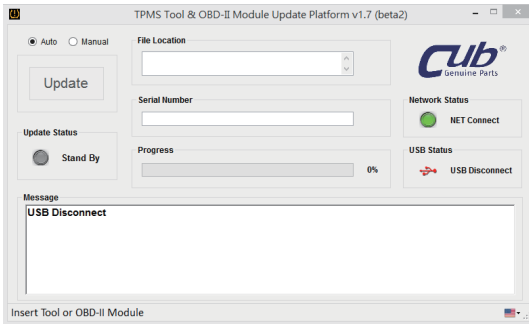 TPMS Tool & OBD-II Module Update Platform v1.7 (beta2)
Auto
Manual
Update
File Location
Cub®
Genuine Parts
Serial Number
Network Status
NET Connect
Update Status
Stand By
Progress
0%
USB Status
USB Disconnect
Message
USB Disconnect
Insert Tool or OBD-II Module